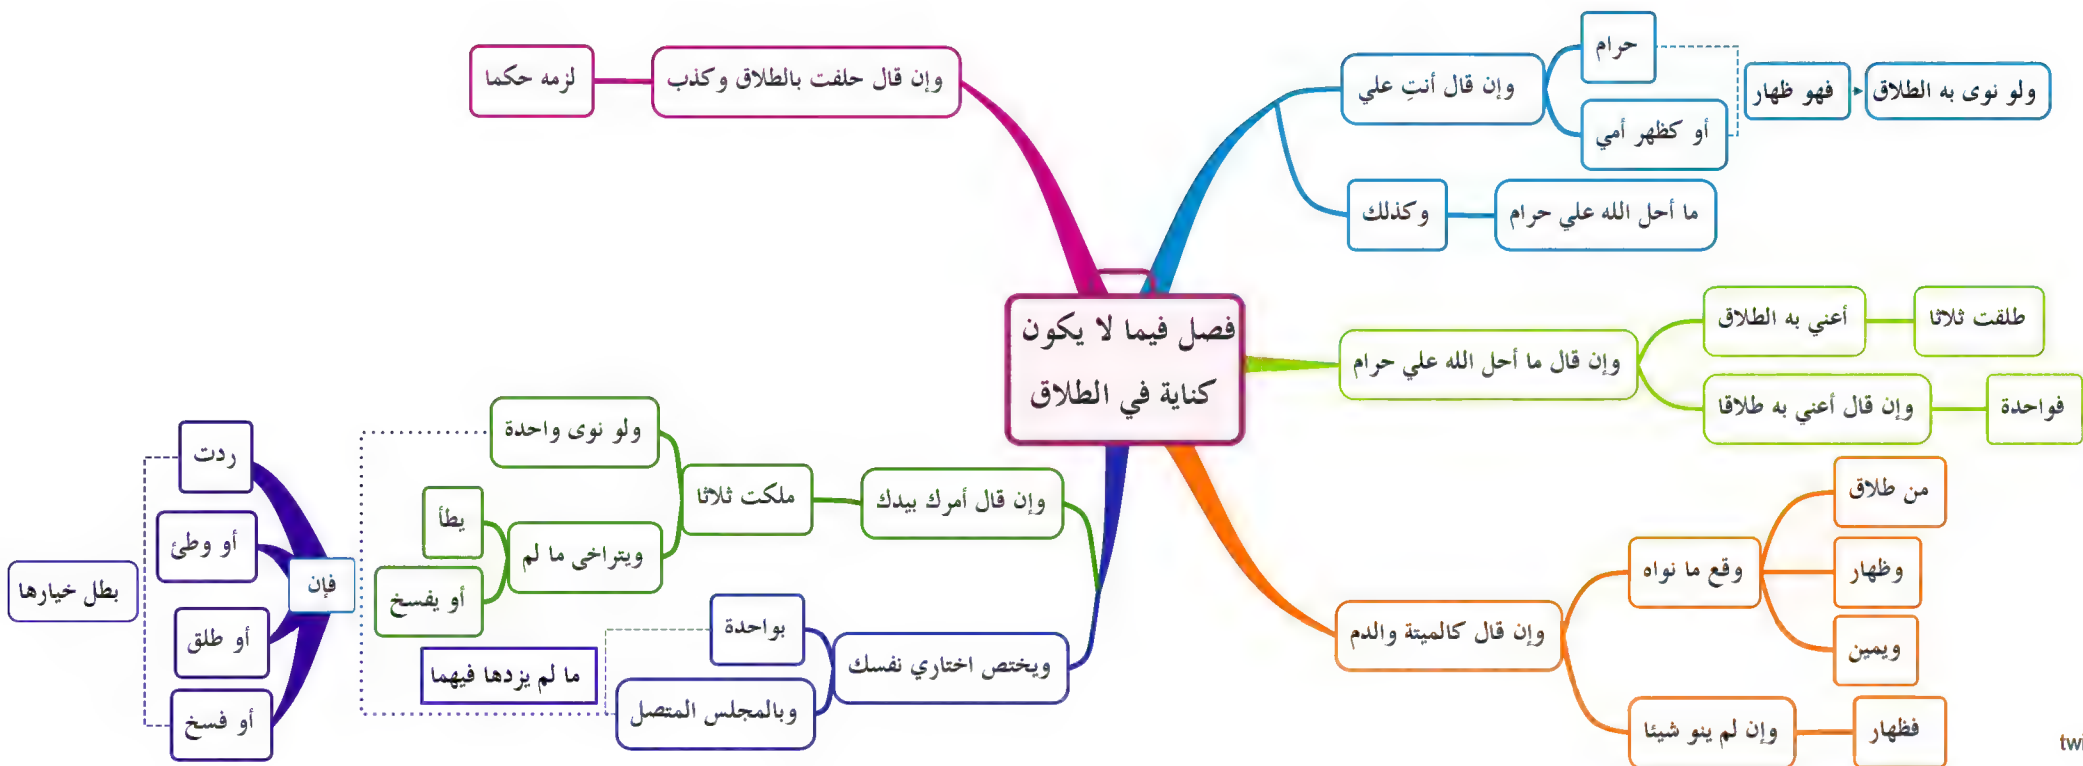 فصل فيما لا يكون
كناية في الطلاق
وإن قال أنتِ علي
حرام
أو كظهر أمي
فهو ظهار
ولو نوى به الطلاق
وكذلك
ما أحل الله علي حرام
وإن قال ما أحل الله علي حرام
أعني به الطلاق
طلقت ثلاثا
وإن قال أعني به طلاقا
فواحدة
وإن قال كالميتة والدم
وقع ما نواه
من طلاق
وظهار
ويمين
وإن لم ينو شيئا
فظهار
وإن قال حلفت بالطلاق وكذب
لزمه حكما
وإن قال أمرك بيدك
ملكت ثلاثا
ولو نوى واحدة
ويتراخى ما لم
يطأ
أو يفسخ
ويختص اختاري نفسك
بواحدة
وبالمجلس المتصل
ما لم يزدها فيهما
فإن
ردت
أو وطئ
أو طلق
أو فسخ
بطل خيارها
twi